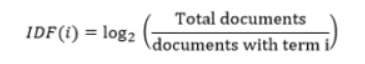 IDF(i) = log₂ (Total documents / documents with term i)